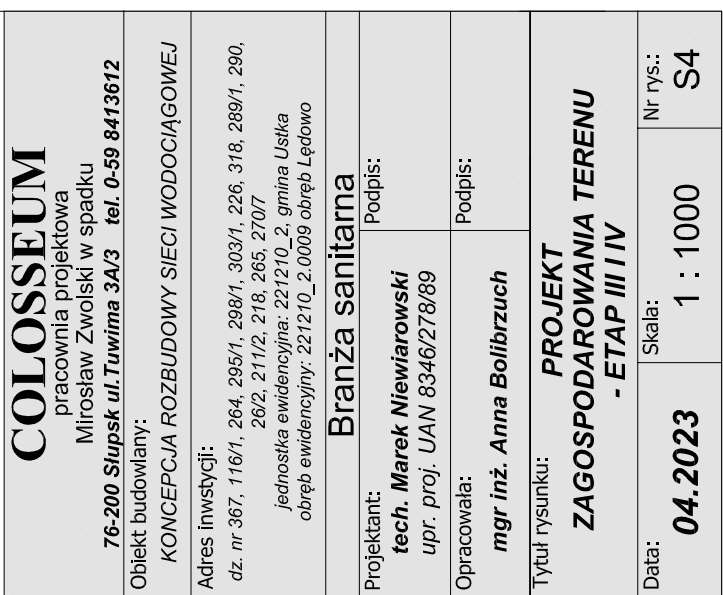 COLOSSEUM
pracownia projektowa
Mirosław Zwolski w spadku
76-200 Słupsk ul.Tuwima 3A/3 tel. 0-59 8413612
Obiekt budowlany:
KONCEPCJA ROZBUDOWY SIECI WODOCIĄGOWEJ
Adres inwstycji:
dz. nr 367, 116/1, 264, 295/1, 298/1, 303/1, 226, 318, 289/1, 290,
26/2, 211/2, 218, 265, 270/7
jednostka ewidencyjna: 221210_2, gmina Ustka
obręb ewidencyjny: 221210_2.0009 obręb Lędowo
Branża sanitarna
Projektant:
tech. Marek Niewiarowski
upr. proj. UAN 8346/278/89
Podpis:
Opracowała:
mgr inż. Anna Bolibrzuch
Podpis:
Tytuł rysunku:
PROJEKT
ZAGOSPODAROWANIA TERENU
- ETAP III I IV
Data:
04.2023
Skala:
1 : 1000
Nr rys.:
S4